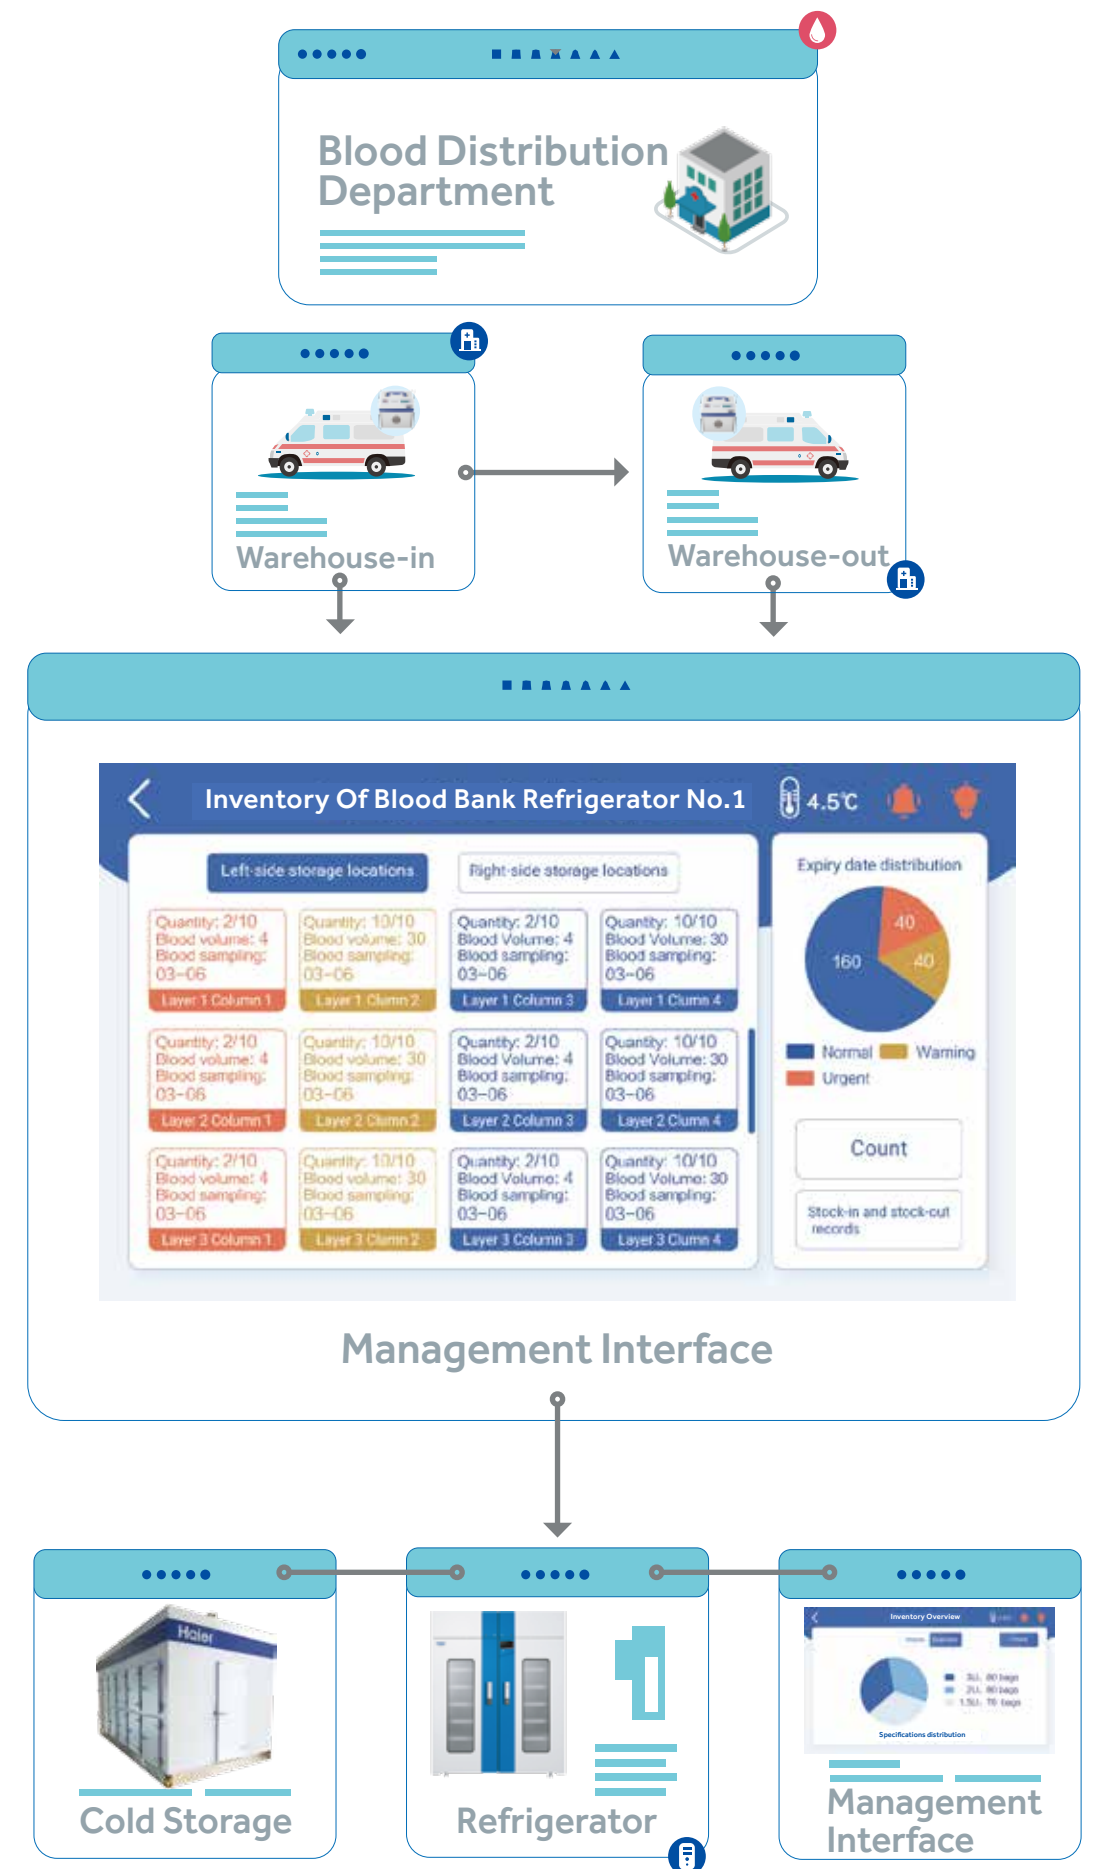 Blood Distribution
Department
Warehouse-in
Warehouse-out
Inventory Of Blood Bank Refrigerator No.1
4.5℃
Left-side storage locations
Right-side storage locations
Quantity: 2/10
Blood volume: 4
Blood sampling:
03-06
Layer 1 Column 1
Quantity: 10/10
Blood volume: 30
Blood sampling:
03-06
Layer 1 Clumn 2
Quantity: 2/10
Blood Volume: 4
Blood sampling:
03-06
Layer 1 Column 3
Quantity: 10/10
Blood Volume: 30
Blood sampling:
03-06
Layer 1 Clumn 4
Quantity: 2/10
Blood volume: 4
Blood sampling:
03-06
Layer 2 Column 1
Quantity: 10/10
Blood volume: 30
Blood sampling:
03-06
Layer 2 Clumn 2
Quantity: 2/10
Blood Volume: 4
Blood sampling:
03-06
Layer 2 Column 3
Quantity: 10/10
Blood Volume: 30
Blood sampling:
03-06
Layer 2 Clumn 4
Quantity: 2/10
Blood volume: 4
Blood sampling:
03-06
Layer 3 Column 1
Quantity: 10/10
Blood volume: 30
Blood sampling:
03-06
Layer 3 Clumn 2
Quantity: 2/10
Blood Volume: 4
Blood sampling:
03-06
Layer 3 Column 3
Quantity: 10/10
Blood Volume: 30
Blood sampling:
03-06
Layer 3 Clumn 4
Expiry date distribution
40
160
40
Normal
Warning
Urgent
Count
Stock-in and stock-out
records
Management Interface
Haier
Cold Storage
Refrigerator
Inventory Overview
80 bags
80 bags
70 bags
Specifications distribution
Management
Interface